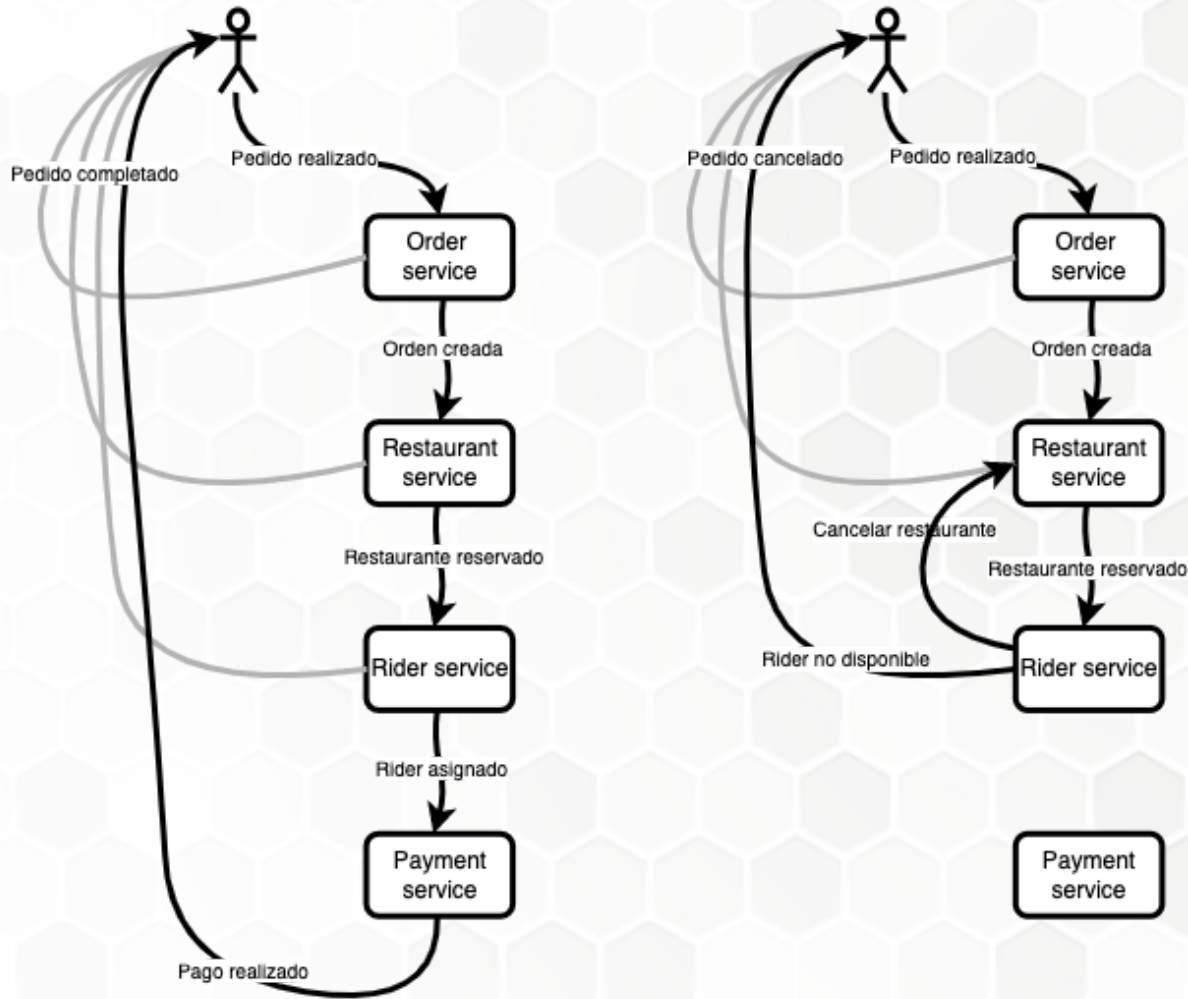 Pedido realizado
Pedido completado
Order
service
Orden creada
Restaurant
service
Restaurante reservado
Rider service
Rider asignado
Payment
service
Pago realizado
Pedido cancelado
Pedido realizado
Order
service
Orden creada
Restaurant
service
Cancelar restaurante
Restaurante reservado
Rider no disponible
Rider service
Payment
service